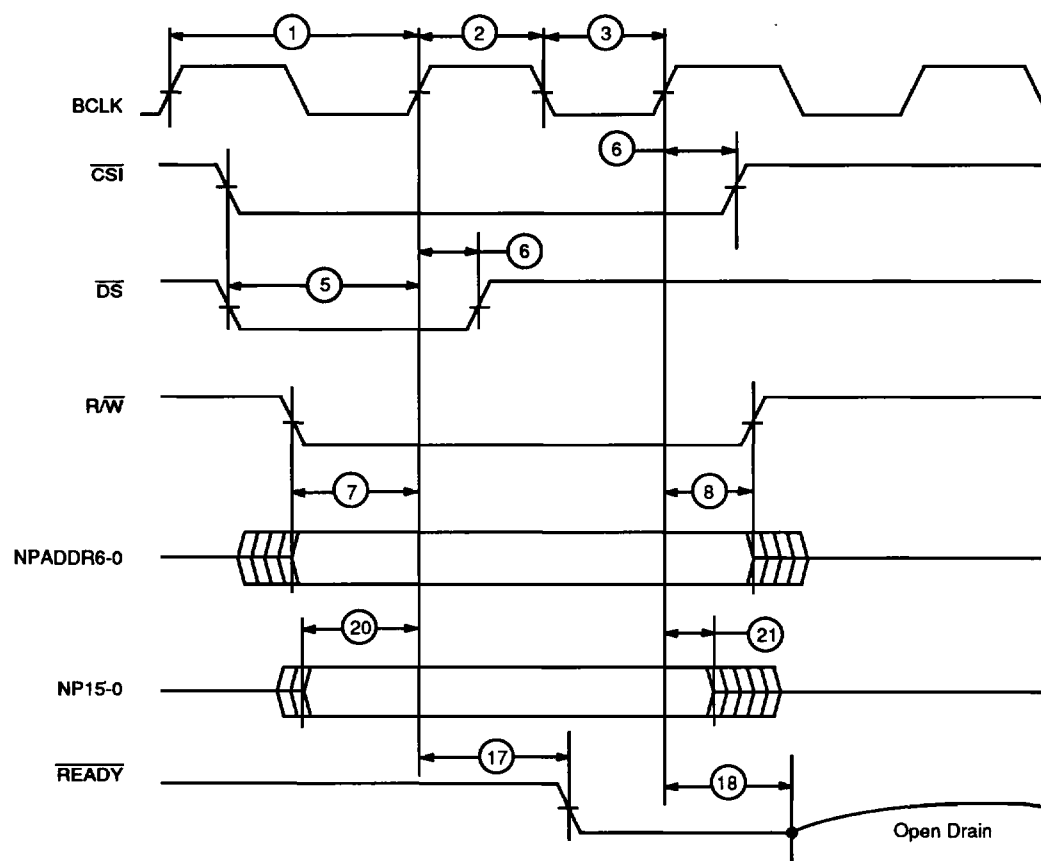 1 2 3
BCLK
6
CSI
6
5
DS
R/W
7 8
NPADDR6-0
20 21
NP15-0
17
READY 18
Open Drain